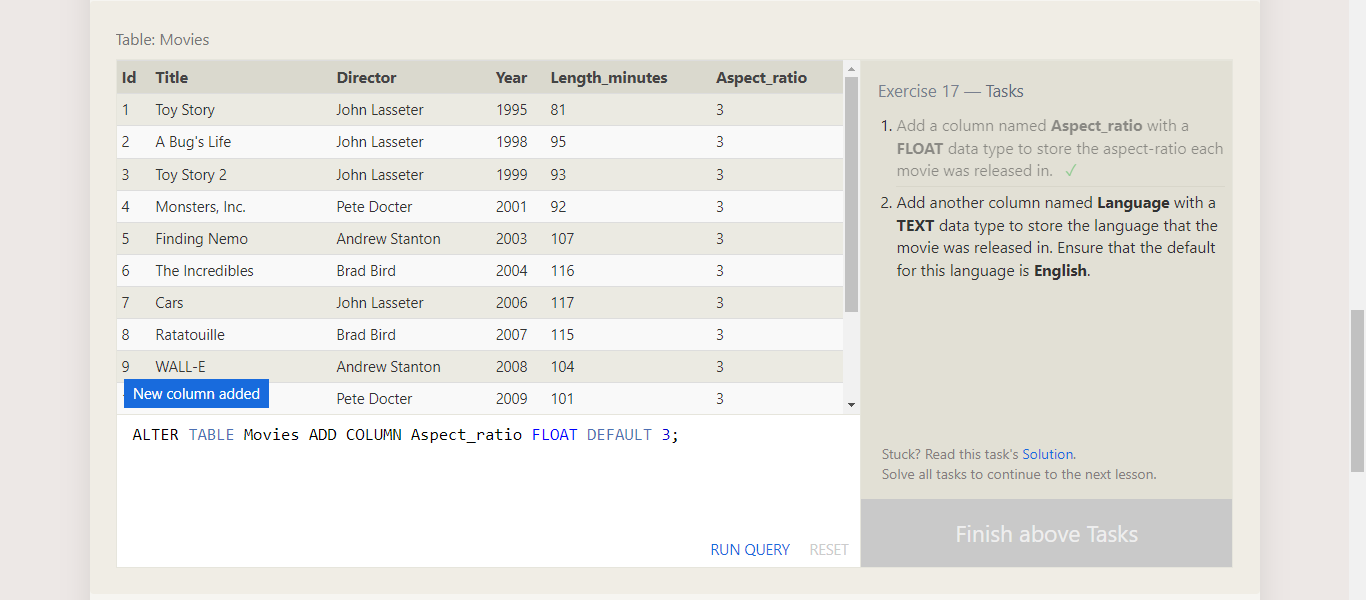 Table: Movies
Id Title Director Year Length_minutes Aspect_ratio
1 Toy Story John Lasseter 1995 81 3
2 A Bug's Life John Lasseter 1998 95 3
3 Toy Story 2 John Lasseter 1999 93 3
4 Monsters, Inc. Pete Docter 2001 92 3
5 Finding Nemo Andrew Stanton 2003 107 3
6 The Incredibles Brad Bird 2004 116 3
7 Cars John Lasseter 2006 117 3
8 Ratatouille Brad Bird 2007 115 3
9 WALL-E Andrew Stanton 2008 104 3
Pete Docter 2009 101 3
New column added
ALTER TABLE Movies ADD COLUMN Aspect_ratio FLOAT DEFAULT 3;
RUN QUERY RESET
Exercise 17 — Tasks
1. Add a column named Aspect_ratio with a
FLOAT data type to store the aspect-ratio each
movie was released in. ✓
2. Add another column named Language with a
TEXT data type to store the language that the
movie was released in. Ensure that the default
for this language is English.
Stuck? Read this task's Solution.
Solve all tasks to continue to the next lesson.
Finish above Tasks